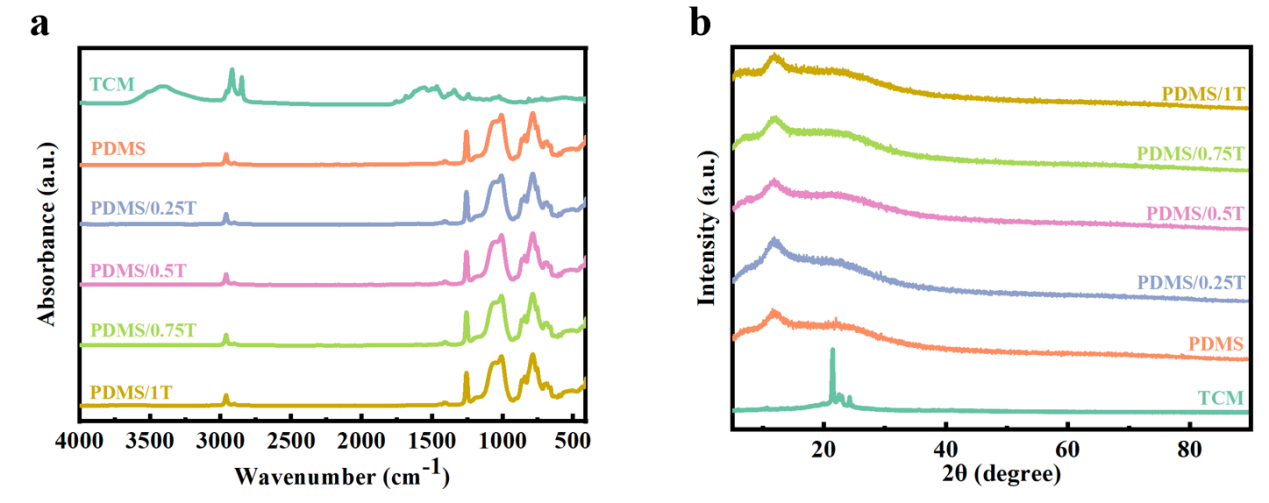 a
TCM
PDMS
PDMS/0.25T
PDMS/0.5T
PDMS/0.75T
PDMS/1T
Absorbance (a.u.)
4000 3500 3000 2500 2000 1500 1000 500
Wavenumber (cm⁻¹)
b
PDMS/1T
PDMS/0.75T
PDMS/0.5T
PDMS/0.25T
PDMS
TCM
Intensity (a.u.)
20 40 60 80
2θ (degree)